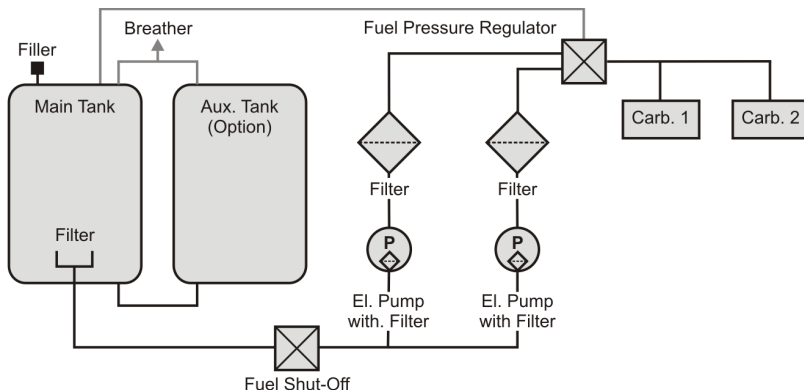 Breather
Fuel Pressure Regulator
Filler
Main Tank
Aux. Tank
(Option)
Carb. 1
Carb. 2
Filter
Filter
Filter
P
P
El. Pump
with. Filter
El. Pump
with Filter
Fuel Shut-Off